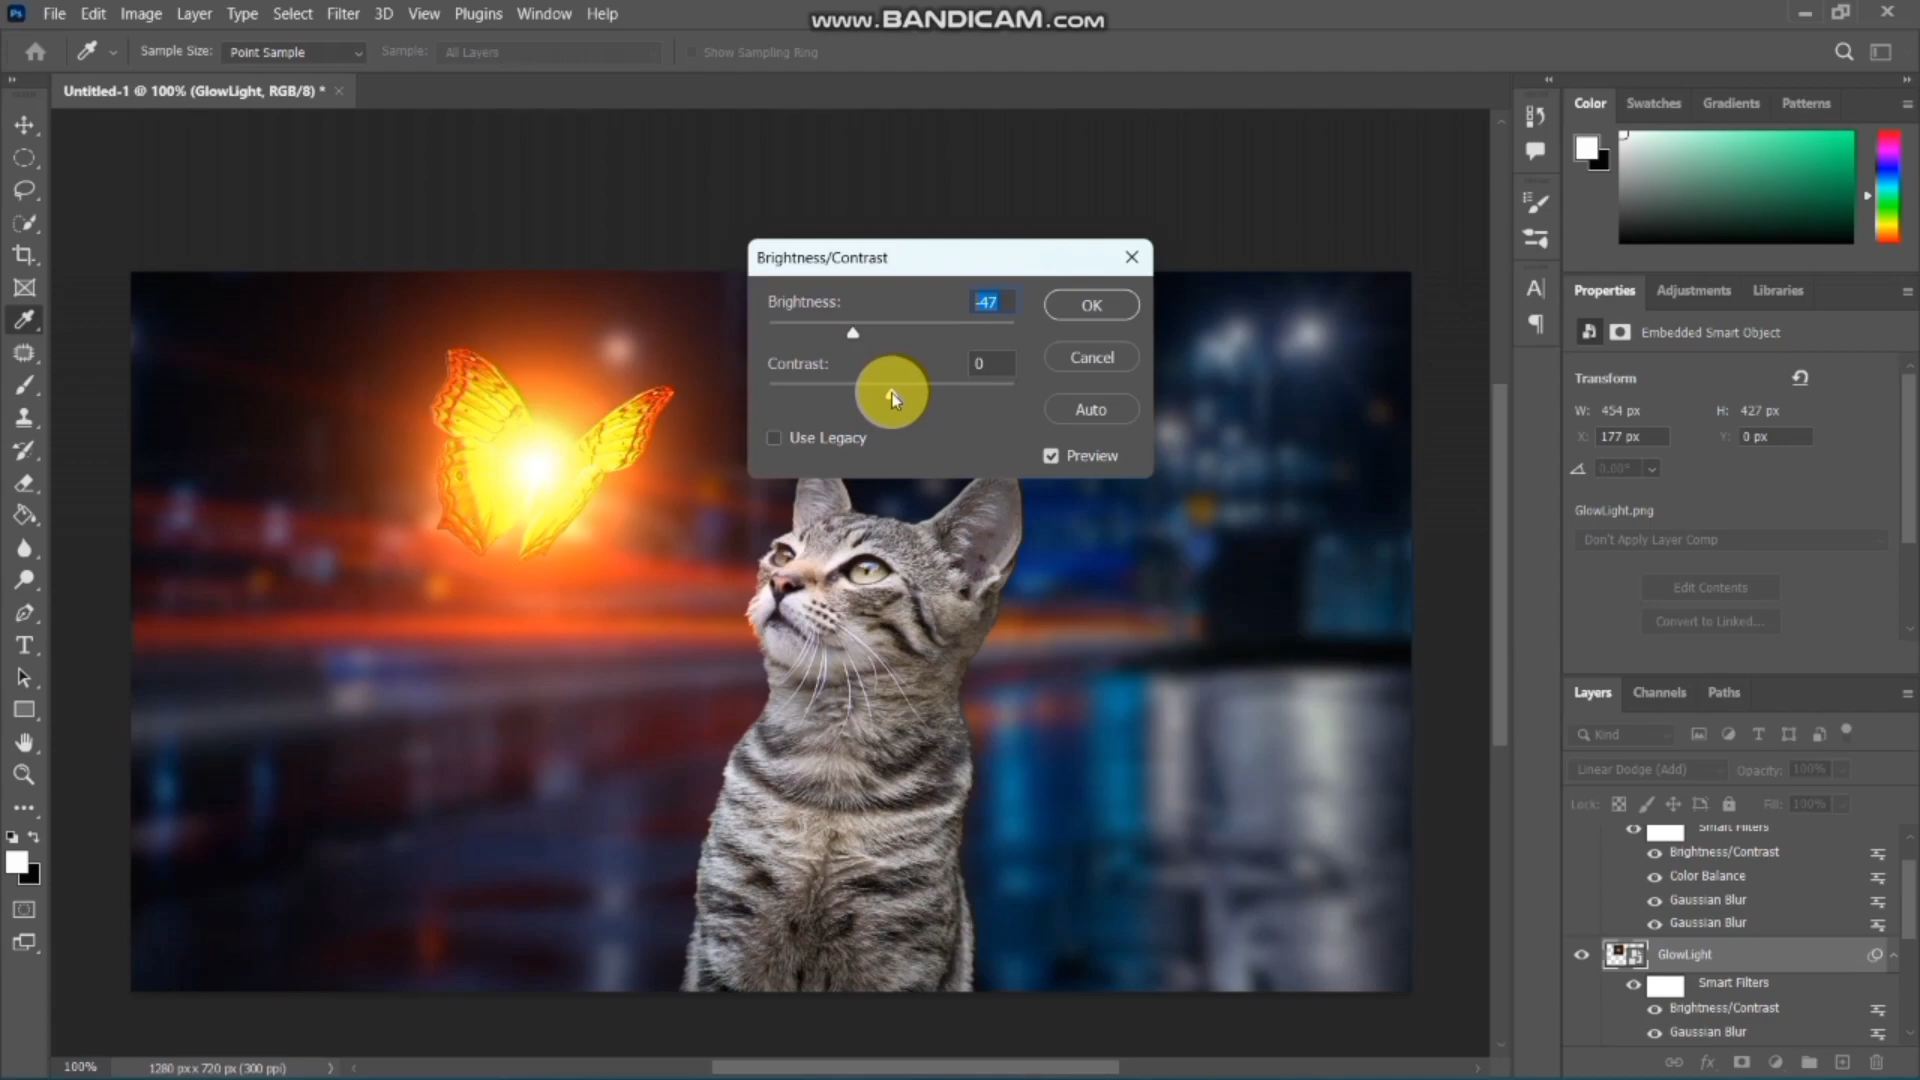 Ps File Edit Image Layer Type Select Filter 3D View Plugins Window Help
www.BANDICAM.com
Sample Size: Point Sample Sample: All Layers Show Sampling Ring
Untitled-1 @ 100% (GlowLight, RGB/8) *
Color Swatches Gradients Patterns
Brightness/Contrast
Brightness: -47
OK
Contrast: 0
Cancel
Auto
Use Legacy
Preview
Properties Adjustments Libraries
Embedded Smart Object
Transform
W: 454 px H: 427 px
X: 177 px Y: 0 px
0.00°
GlowLight.png
Don't Apply Layer Comp
Edit Contents
Convert to Linked...
Layers Channels Paths
Kind
Linear Dodge (Add) Opacity: 100%
Lock: Fill: 100%
Smart Filters
Brightness/Contrast
Color Balance
Gaussian Blur
Gaussian Blur
GlowLight
Smart Filters
Brightness/Contrast
Gaussian Blur
100% 1280 px x 720 px (300 ppi)